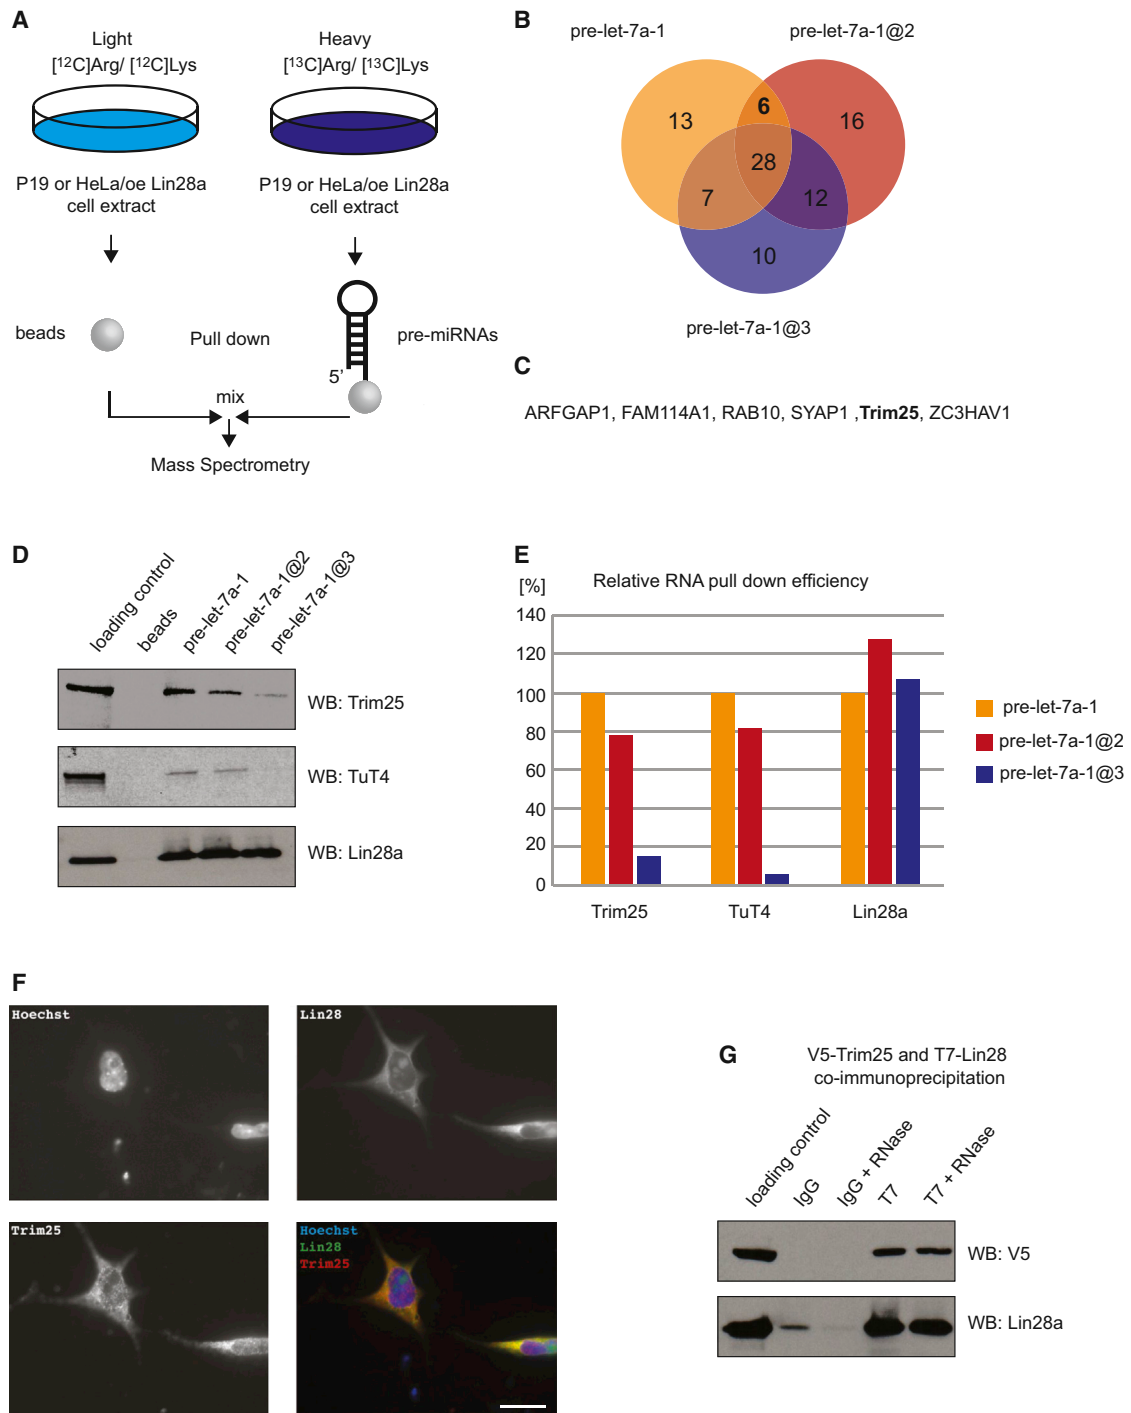 A
Light
[¹²C]Arg/ [¹²C]Lys
Heavy
[¹³C]Arg/ [¹³C]Lys
P19 or HeLa/oe Lin28a
cell extract
P19 or HeLa/oe Lin28a
cell extract
beads
Pull down
pre-miRNAs
5’
mix
Mass Spectrometry
B
pre-let-7a-1
pre-let-7a-1@2
13
6
16
28
7
12
10
pre-let-7a-1@3
C
ARFGAP1, FAM114A1, RAB10, SYAP1 ,Trim25, ZC3HAV1
D
loading control
beads
pre-let-7a-1
pre-let-7a-1@2
pre-let-7a-1@3
WB: Trim25
WB: TuT4
WB: Lin28a
E
[%]
Relative RNA pull down efficiency
140
120
100
80
60
40
20
0
Trim25
TuT4
Lin28a
pre-let-7a-1
pre-let-7a-1@2
pre-let-7a-1@3
F
Hoechst
Lin28
Trim25
Hoechst
Lin28
Trim25
G
V5-Trim25 and T7-Lin28
co-immunoprecipitation
loading control
IgG
IgG + RNase
T7
T7 + RNase
WB: V5
WB: Lin28a